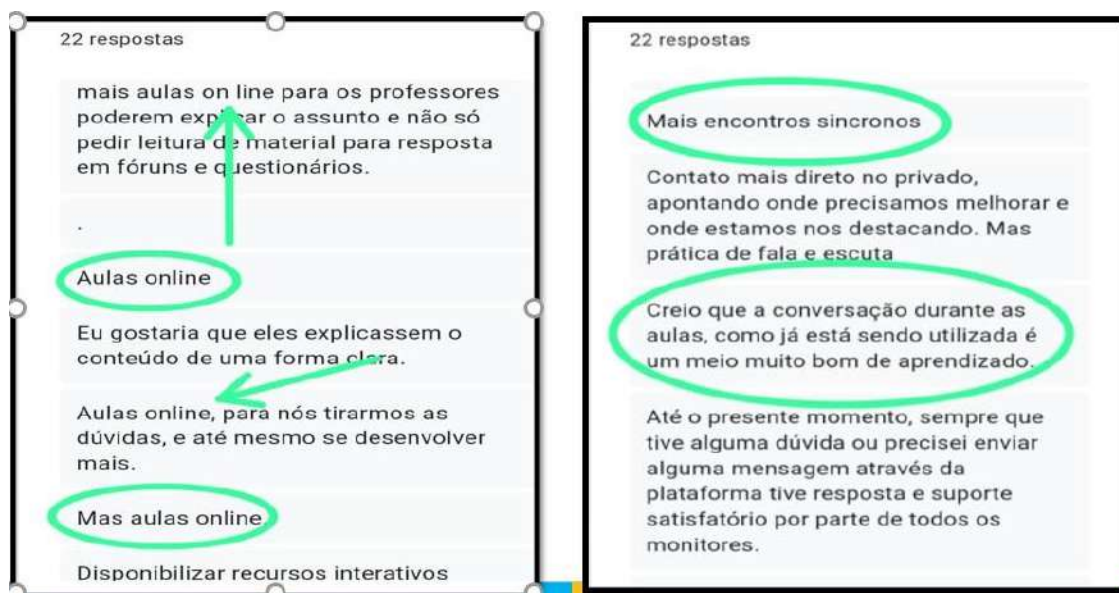 22 respostas
mais aulas on line para os professores
poderem explicar o assunto e não só
pedir leitura de material para resposta
em fóruns e questionários.
.
Aulas online
Eu gostaria que eles explicassem o
conteúdo de uma forma clara.
Aulas online, para nós tirarmos as
dúvidas, e até mesmo se desenvolver
mais.
Mas aulas online
Disponibilizar recursos interativos
22 respostas
Mais encontros sincronos
Contato mais direto no privado,
apontando onde precisamos melhorar e
onde estamos nos destacando. Mas
prática de fala e escuta
Creio que a conversação durante as
aulas, como já está sendo utilizada é
um meio muito bom de aprendizado.
Até o presente momento, sempre que
tive alguma dúvida ou precisei enviar
alguma mensagem através da
plataforma tive resposta e suporte
satisfatório por parte de todos os
monitores.